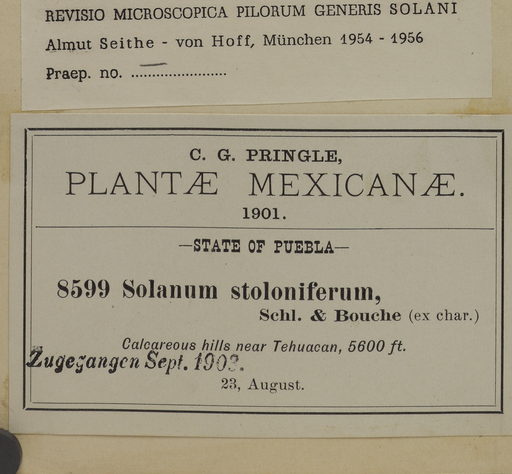 REVISIO MICROSCOPICA PILORUM GENERIS SOLANI
Almut Seithe - von Hoff, München 1954 - 1956
Praep. no. ........................
C. G. PRINGLE,
PLANTÆ MEXICANÆ.
1901.
—STATE OF PUEBLA—
8599 Solanum stoloniferum,
Schl. & Bouche (ex char.)
Calcareous hills near Tehuacan, 5600 ft.
Zugegangen Sept. 1903.
23, August.